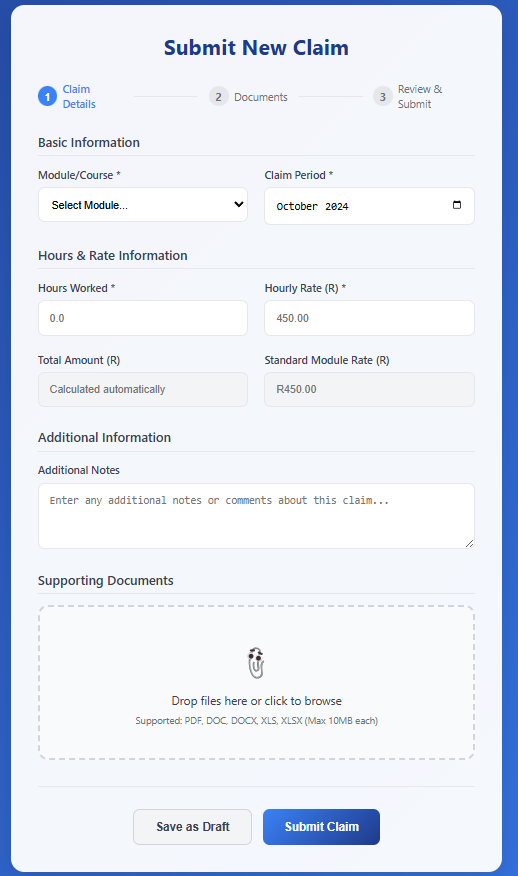 Submit New Claim
1 Claim Details
2 Documents
3 Review & Submit
Basic Information
Module/Course *
Claim Period *
Select Module...
October 2024
Hours & Rate Information
Hours Worked *
Hourly Rate (R) *
0.0
450.00
Total Amount (R)
Standard Module Rate (R)
Calculated automatically
R450.00
Additional Information
Additional Notes
Enter any additional notes or comments about this claim...
Supporting Documents
Drop files here or click to browse
Supported: PDF, DOC, DOCX, XLS, XLSX (Max 10MB each)
Save as Draft
Submit Claim